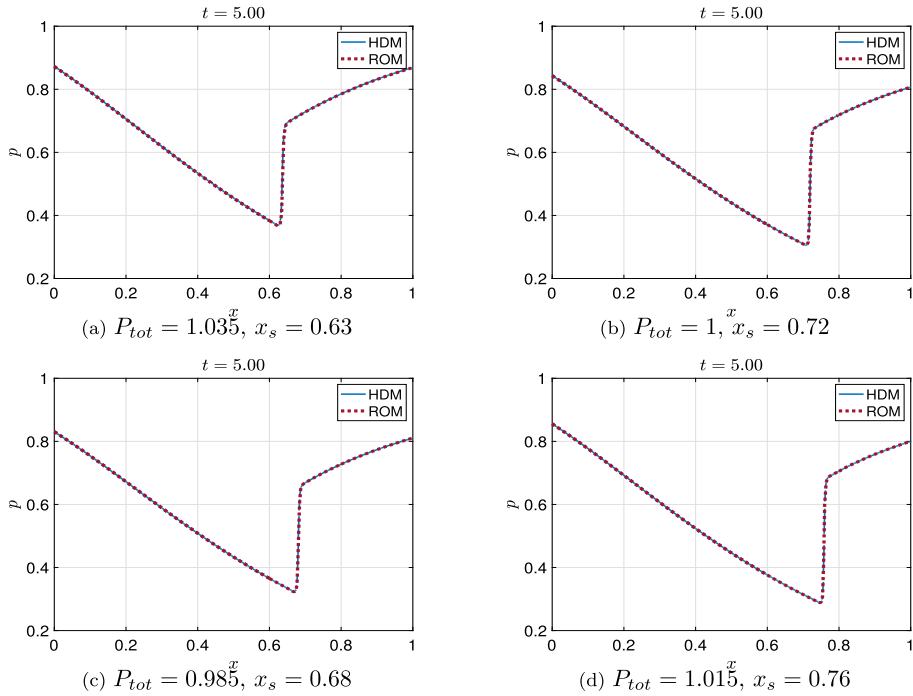 t = 5.00
1
0.8
0.6
0.4
0.2
p
HDM
ROM
0 0.2 0.4 0.6 0.8 1
x
(a) P_tot = 1.035, x_s = 0.63
t = 5.00
1
0.8
0.6
0.4
0.2
p
HDM
ROM
0 0.2 0.4 0.6 0.8 1
x
(b) P_tot = 1, x_s = 0.72
t = 5.00
1
0.8
0.6
0.4
0.2
p
HDM
ROM
0 0.2 0.4 0.6 0.8 1
x
(c) P_tot = 0.985, x_s = 0.68
t = 5.00
1
0.8
0.6
0.4
0.2
p
HDM
ROM
0 0.2 0.4 0.6 0.8 1
x
(d) P_tot = 1.015, x_s = 0.76